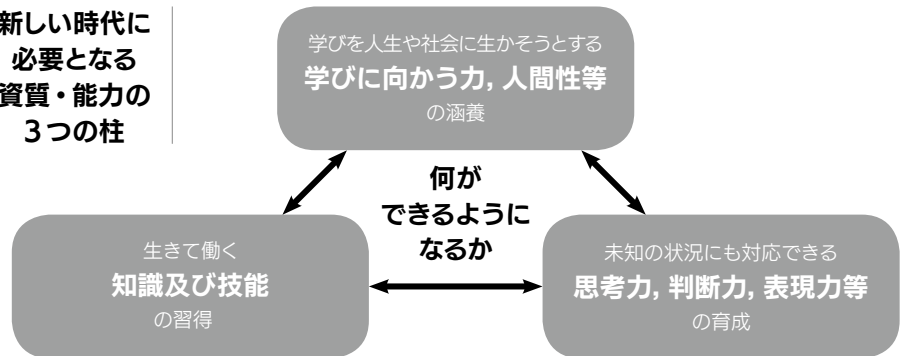 新しい時代に
必要となる
資質・能力の
3つの柱
学びを人生や社会に生かそうとする
学びに向かう力,人間性等
の涵養
何が
できるように
なるか
生きて働く
知識及び技能
の習得
未知の状況にも対応できる
思考力,判断力,表現力等
の育成